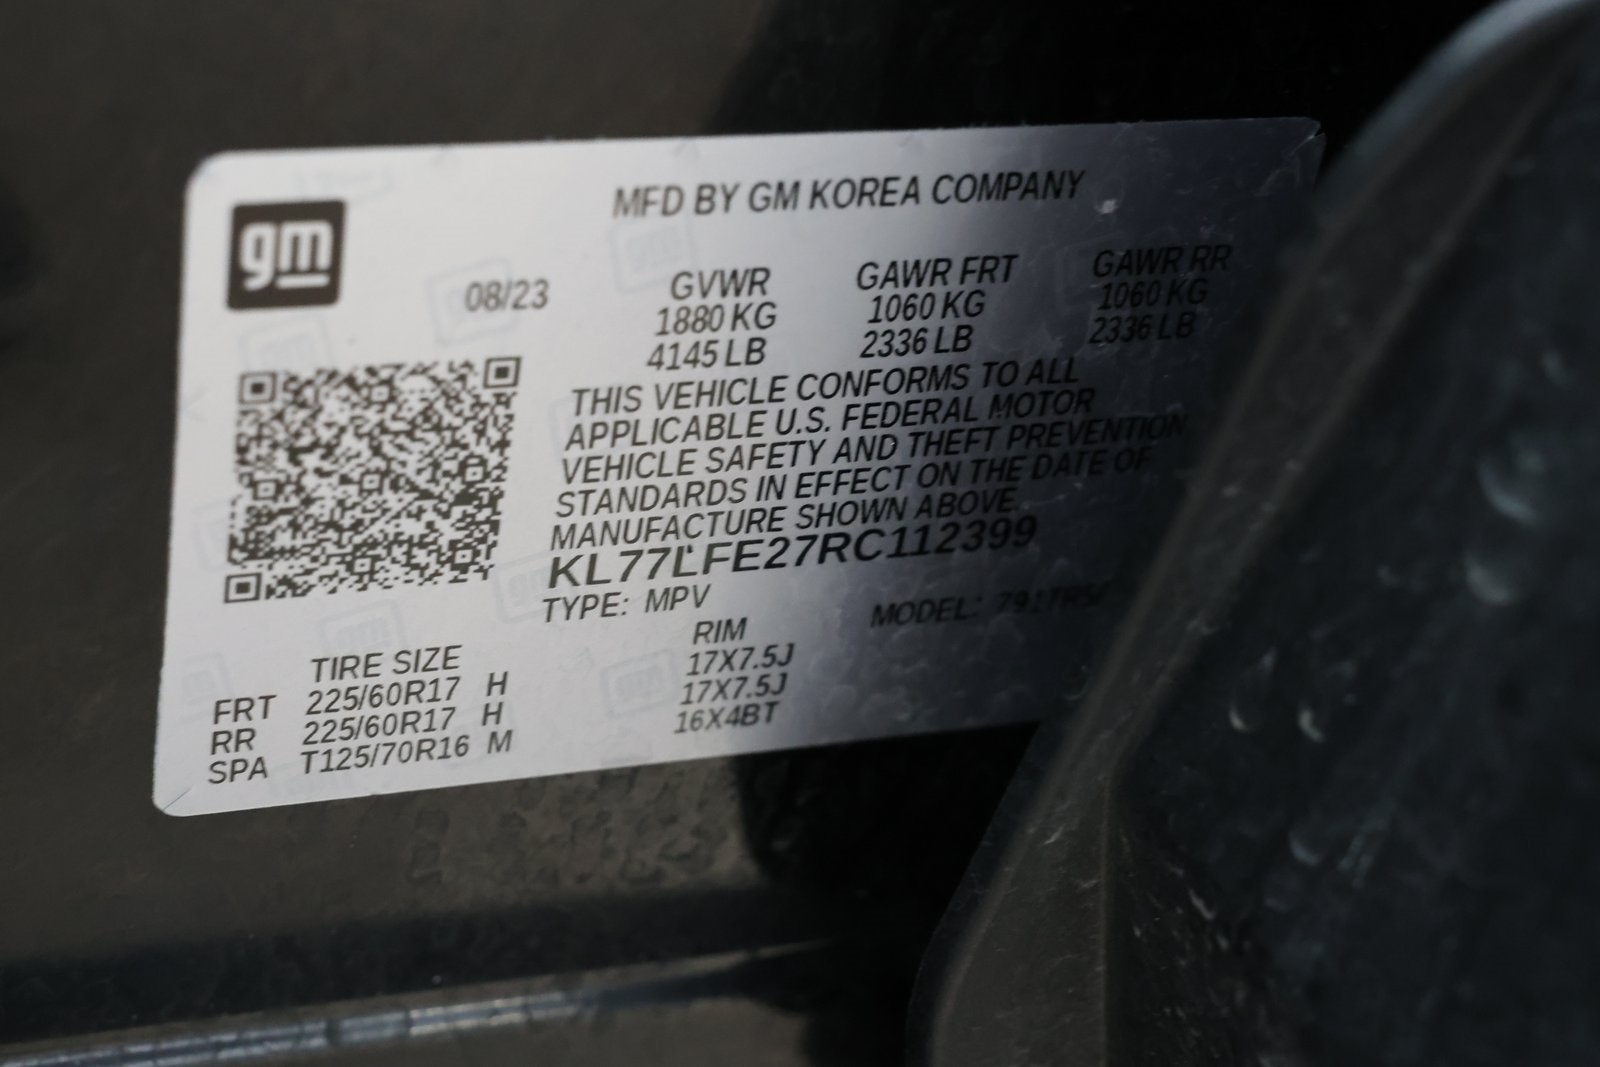 gm
MFD BY GM KOREA COMPANY
08/23 GVWR GAWR FRT GAWR RR
1880 KG 1060 KG 1060 KG
4145 LB 2336 LB 2336 LB
THIS VEHICLE CONFORMS TO ALL
APPLICABLE U.S. FEDERAL MOTOR
VEHICLE SAFETY AND THEFT PREVENTION
STANDARDS IN EFFECT ON THE DATE OF
MANUFACTURE SHOWN ABOVE.
KL77LFE27RC112399
TYPE: MPV MODEL:
TIRE SIZE RIM
FRT 225/60R17 H 17X7.5J
RR 225/60R17 H 17X7.5J
SPA T125/70R16 M 16X4BT